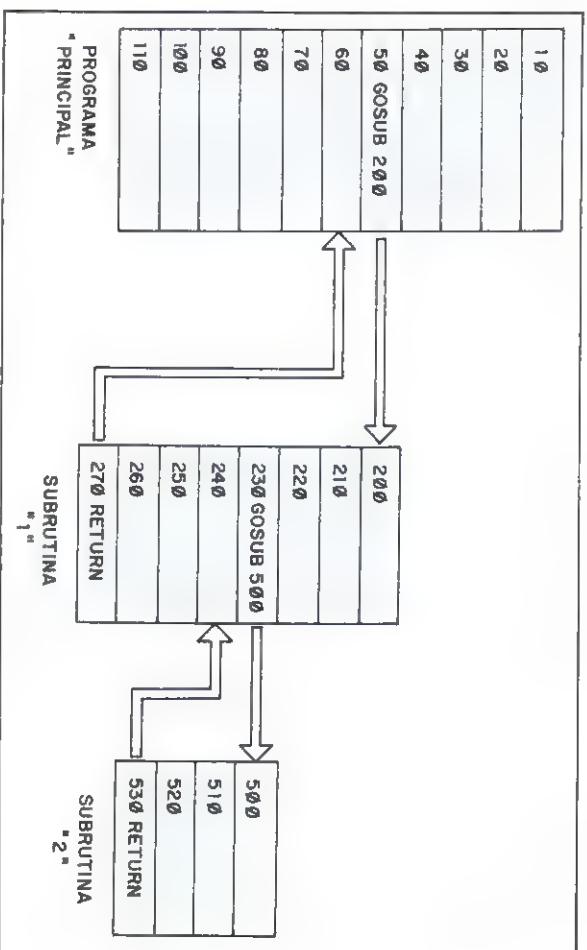 10
20
30
40
50 GOSUB 200
60
70
80
90
100
110
PROGRAMA
"PRINCIPAL"
200
210
220
230 GOSUB 500
240
250
260
270 RETURN
SUBRUTINA
"1"
500
510
520
530 RETURN
SUBRUTINA
"2"